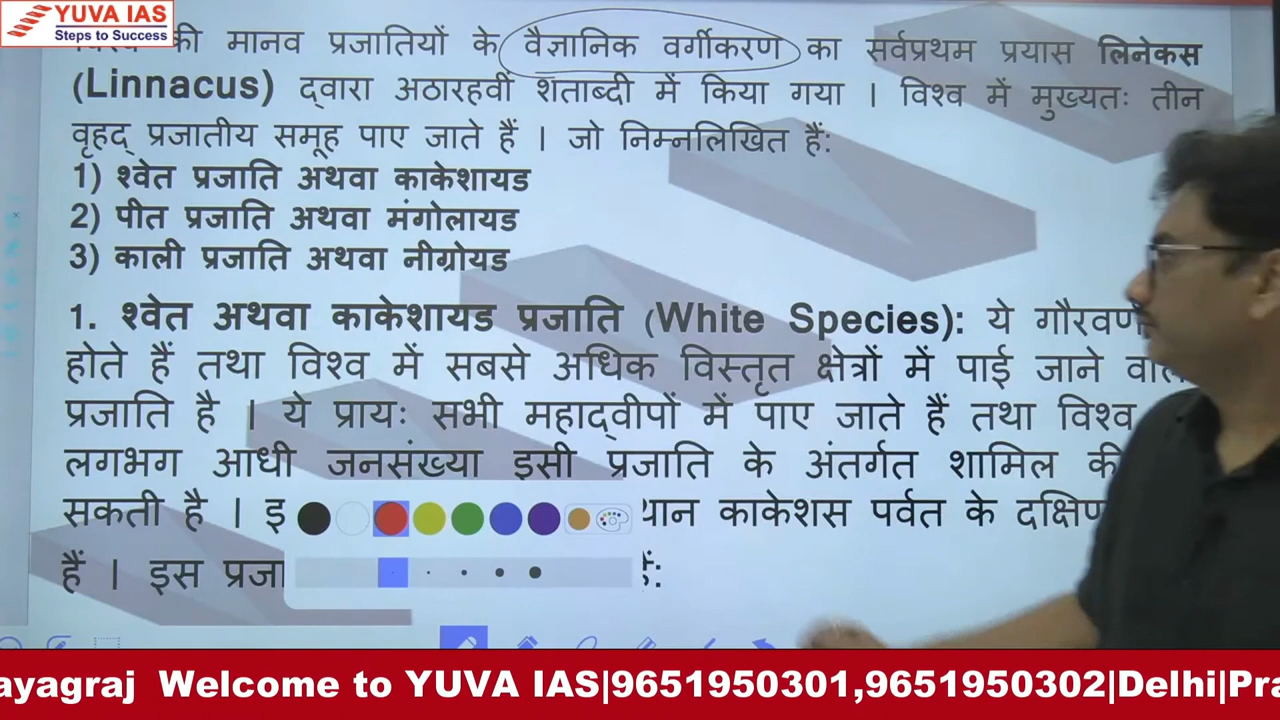 YUVA IAS
Steps to Success
की मानव प्रजातियों के वैज्ञानिक वर्गीकरण का सर्वप्रथम प्रयास लिनेकस
(Linnacus) द्वारा अठारहवीं शताब्दी में किया गया । विश्व में मुख्यतः तीन
वृहद् प्रजातीय समूह पाए जाते हैं । जो निम्नलिखित हैं:
1) श्वेत प्रजाति अथवा काकेशायड
2) पीत प्रजाति अथवा मंगोलायड
3) काली प्रजाति अथवा नीग्रोयड
1. श्वेत अथवा काकेशायड प्रजाति (White Species): ये
होते हैं तथा विश्व में सबसे अधिक विस्तृत क्षेत्रों में पाई जाने
प्रजाति है । ये प्रायः सभी महाद्वीपों में पाए जाते हैं तथा विश्व
लगभग आधी जनसंख्या इसी प्रजाति के अंतर्गत शामिल की
सकती है । काकेशस पर्वत के दक्षिण
हैं । इस
ayagraj Welcome to YUVA IAS|9651950301,9651950302|Delhi|Pra